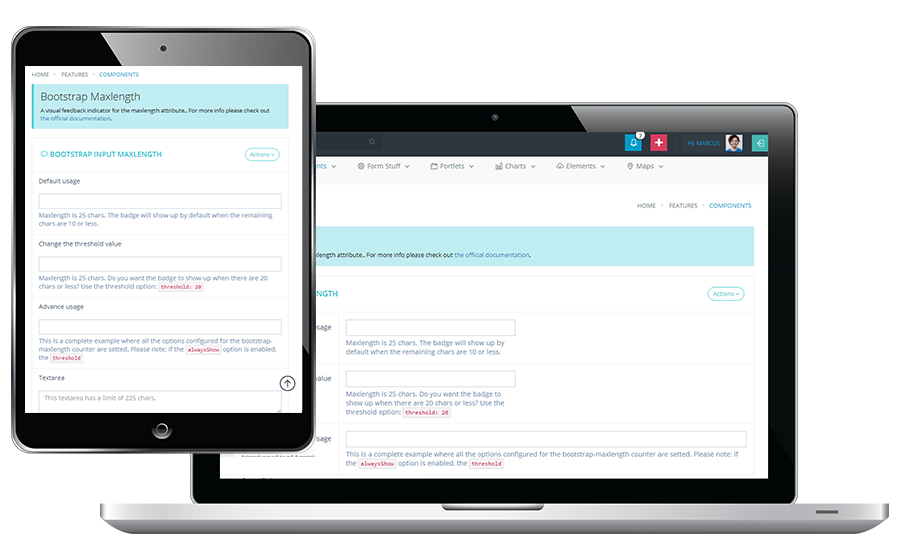 HOME • FEATURES • COMPONENTS
Bootstrap Maxlength
A visual feedback indicator for the maxlength attribute.. For more info please check out
the official documentation.
BOOTSTRAP INPUT MAXLENGTH
Actions
Default usage
Maxlength is 25 chars. The badge will show up by default when the remaining
chars are 10 or less.
Change the threshold value
Maxlength is 25 chars. Do you want the badge to show up when there are 20
chars or less? Use the threshold option: threshold: 20
Advance usage
This is a complete example where all the options configured for the bootstrap-
maxlength counter are setted. Please note: if the alwaysShow option is enabled,
the threshold
Textarea
This textarea has a limit of 225 chars.
7
Hi, MARCUS
ents
Form Stuff
Portlets
Charts
Elements
Maps
HOME • FEATURES • COMPONENTS
length attribute.. For more info please check out the official documentation.
NGTH
Actions
sage
Maxlength is 25 chars. The badge will show up by
default when the remaining chars are 10 or less.
value
Maxlength is 25 chars. Do you want the badge to
show up when there are 20 chars or less? Use the
threshold option: threshold: 20
sage
This is a complete example where all the options configured for the bootstrap-maxlength counter are setted. Please note: if
the alwaysShow option is enabled, the threshold